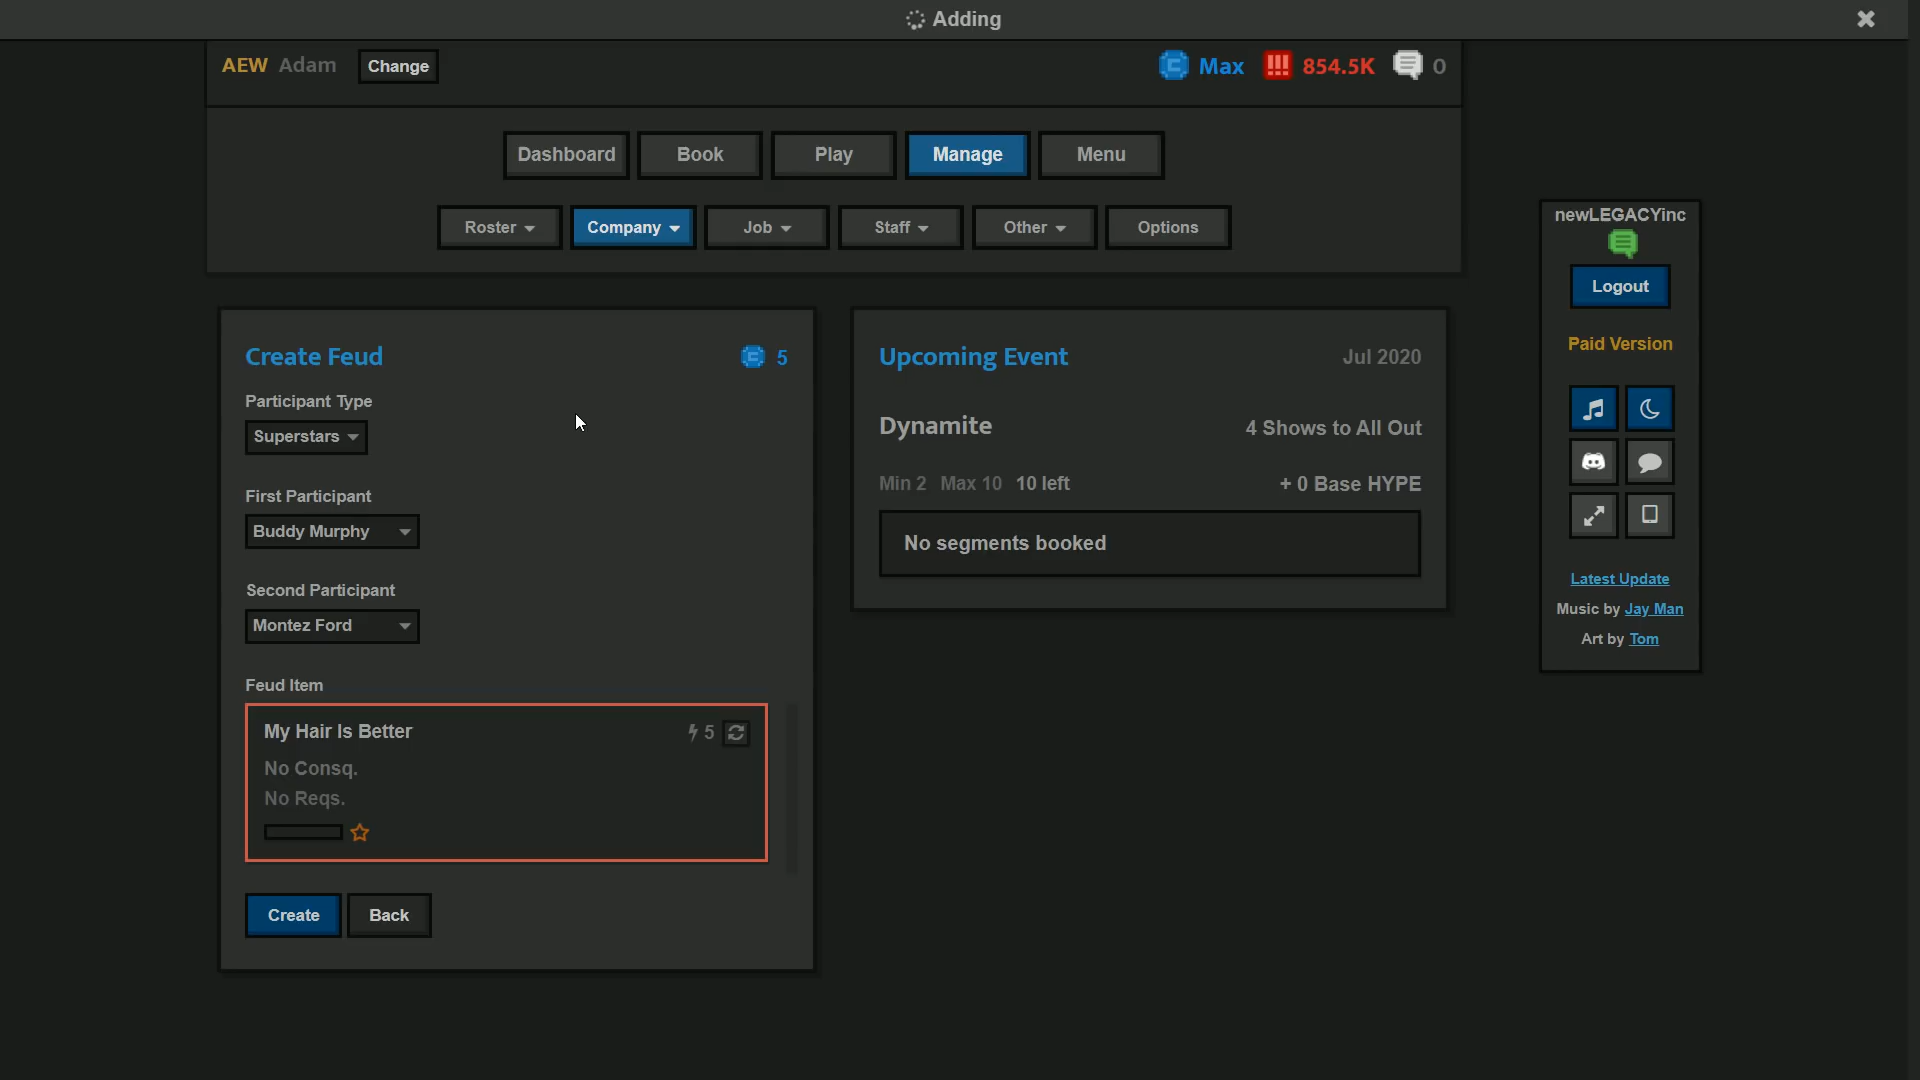 Adding
AEW Adam Change Max 854.5K 0
Dashboard Book Play Manage Menu
Roster Company Job Staff Other Options
newLEGACYinc
Logout
Paid Version
Latest Update
Music by Jay Man
Art by Tom
Create Feud 5
Participant Type
Superstars
First Participant
Buddy Murphy
Second Participant
Montez Ford
Feud Item
My Hair Is Better 5
No Consq.
No Reqs.
Create Back
Upcoming Event Jul 2020
Dynamite 4 Shows to All Out
Min 2 Max 10 10 left + 0 Base HYPE
No segments booked